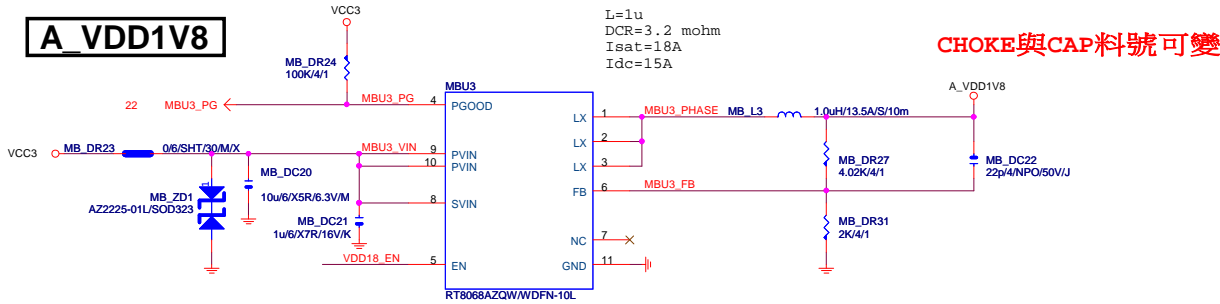 A_VDD1V8
VCC3
L=1u
DCR=3.2 mohm
Isat=18A
Idc=15A
CHOKE與CAP料號可變
MB_DR24
100K/4/1
MBU3
A_VDD1V8
22 MBU3_PG
MBU3_PG 4 PGOOD
LX 1 MBU3_PHASE MB_L3 1.0uH/13.5A/S/10m
LX 2
LX 3
VCC3 MB_DR23 0/6/SHT/30/M/X
MBU3_VIN 9 PVIN
10 PVIN
MB_DR27
4.02K/4/1
MB_DC22
22p/4/NPO/50V/J
MB_DC20
10u/6/X5R/6.3V/M
1
MB_ZD1
AZ2225-01L/SOD323
FB 6 MBU3_FB
8 SVIN
MB_DC21
1u/6/X7R/16V/K
MB_DR31
2K/4/1
NC 7
VDD18_EN 5 EN
GND 11
RT8068AZQW/WDFN-10L